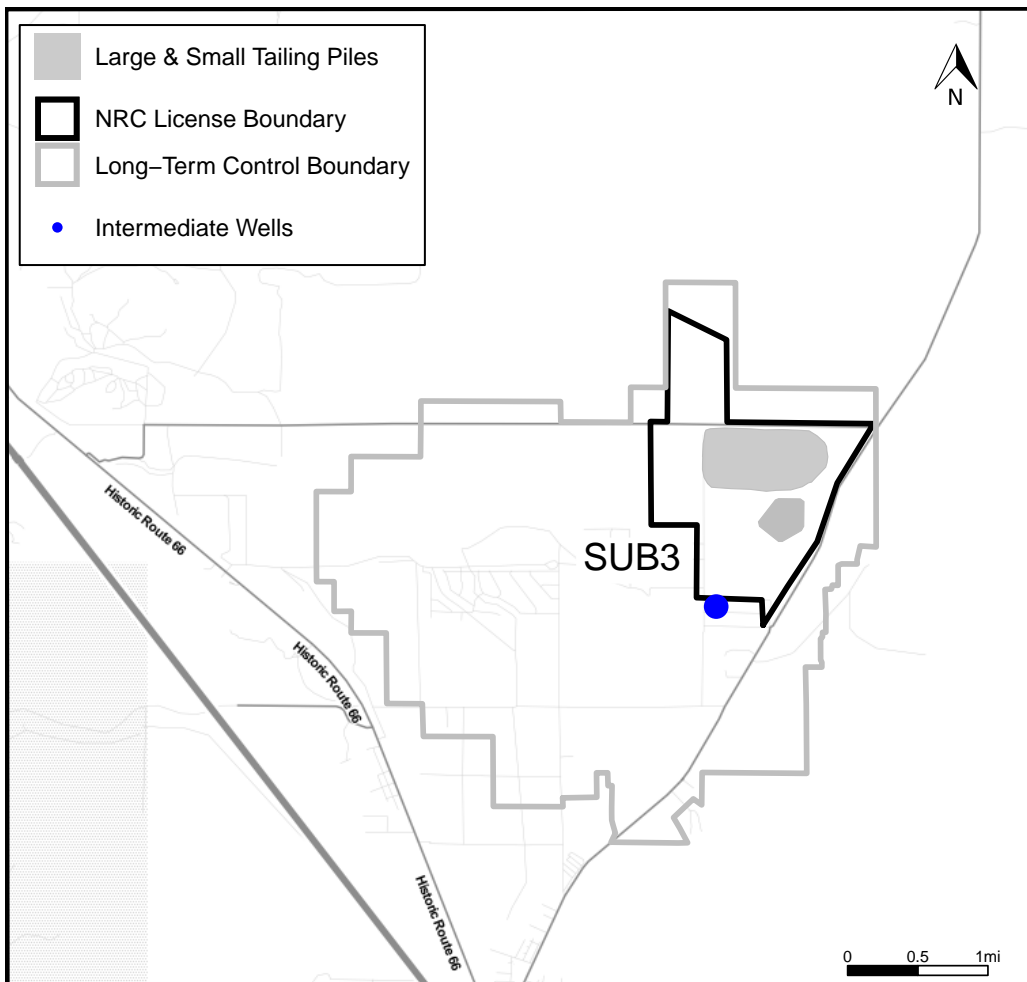 Large & Small Tailing Piles
NRC License Boundary
Long−Term Control Boundary
Intermediate Wells
N
Historic Route 66
SUB3
Historic Route 66
Historic Route 66
0 0.5 1mi